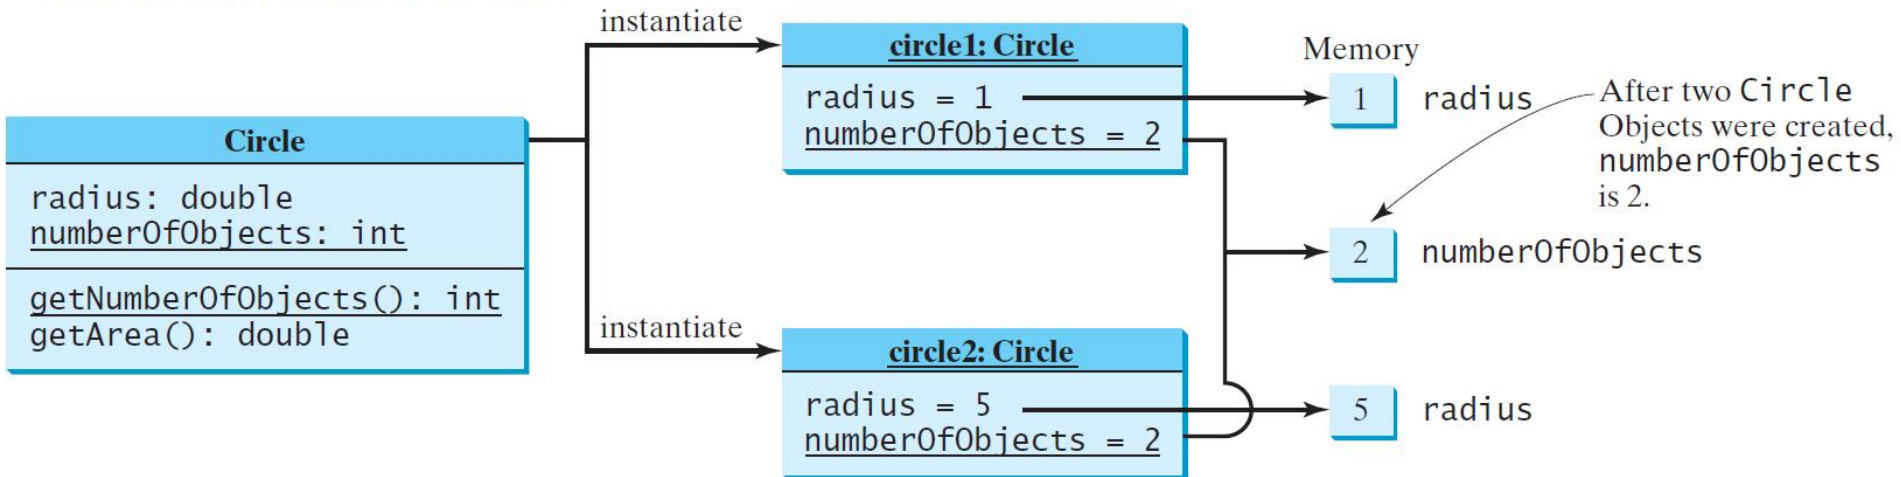 Circle
radius: double
numberOfObjects: int
getNumberOfObjects(): int
getArea(): double
instantiate
instantiate
circle1: Circle
radius = 1
numberOfObjects = 2
circle2: Circle
radius = 5
numberOfObjects = 2
Memory
1 radius
2 numberOfObjects
5 radius
After two Circle
Objects were created,
numberOfObjects
is 2.